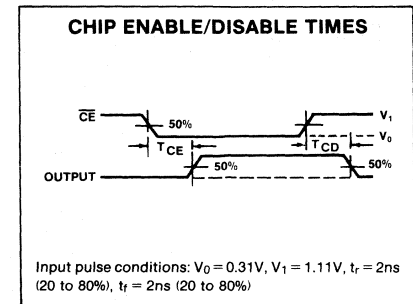 CHIP ENABLE/DISABLE TIMES
CE
50%
V1
V0
TCE
TCD
OUTPUT
50%
50%
Input pulse conditions: V0 = 0.31V, V1 = 1.11V, tr = 2ns
(20 to 80%), tf = 2ns (20 to 80%)